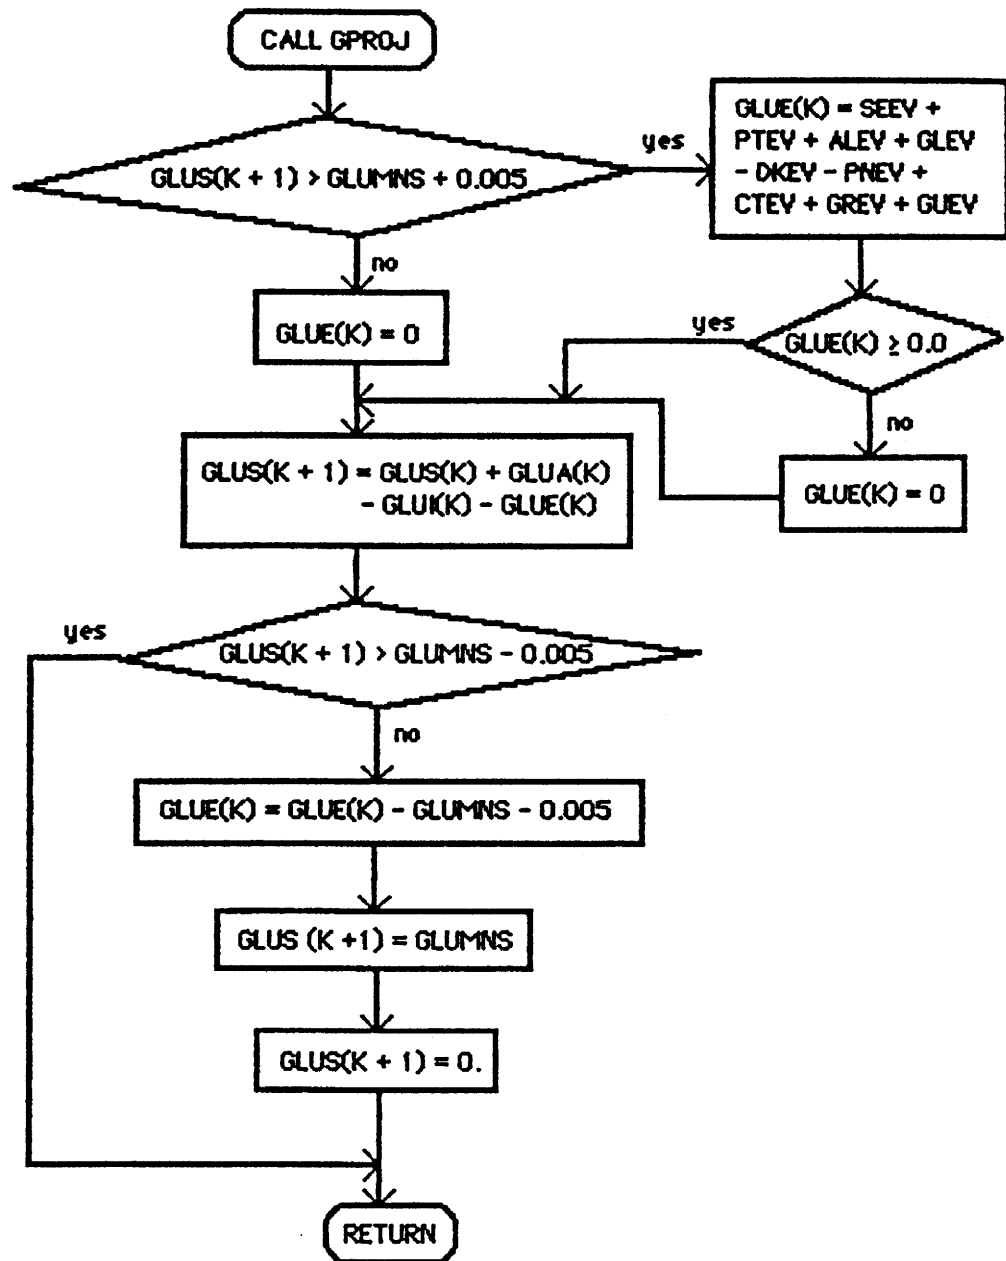 CALL GPROJ
GLUS(K + 1) > GLUMNS + 0.005
yes
GLUE(K) = SEEV +
PTEV + ALEV + GLEV
- DKEV - PNEV +
CTEV + GREV + GUEV
no
GLUE(K) = 0
yes
GLUE(K) ≥ 0.0
no
GLUE(K) = 0
GLUS(K + 1) = GLUS(K) + GLUA(K)
- GLUI(K) - GLUE(K)
yes
GLUS(K + 1) > GLUMNS - 0.005
no
GLUE(K) = GLUE(K) - GLUMNS - 0.005
GLUS (K +1) = GLUMNS
GLUS(K + 1) = 0.
RETURN